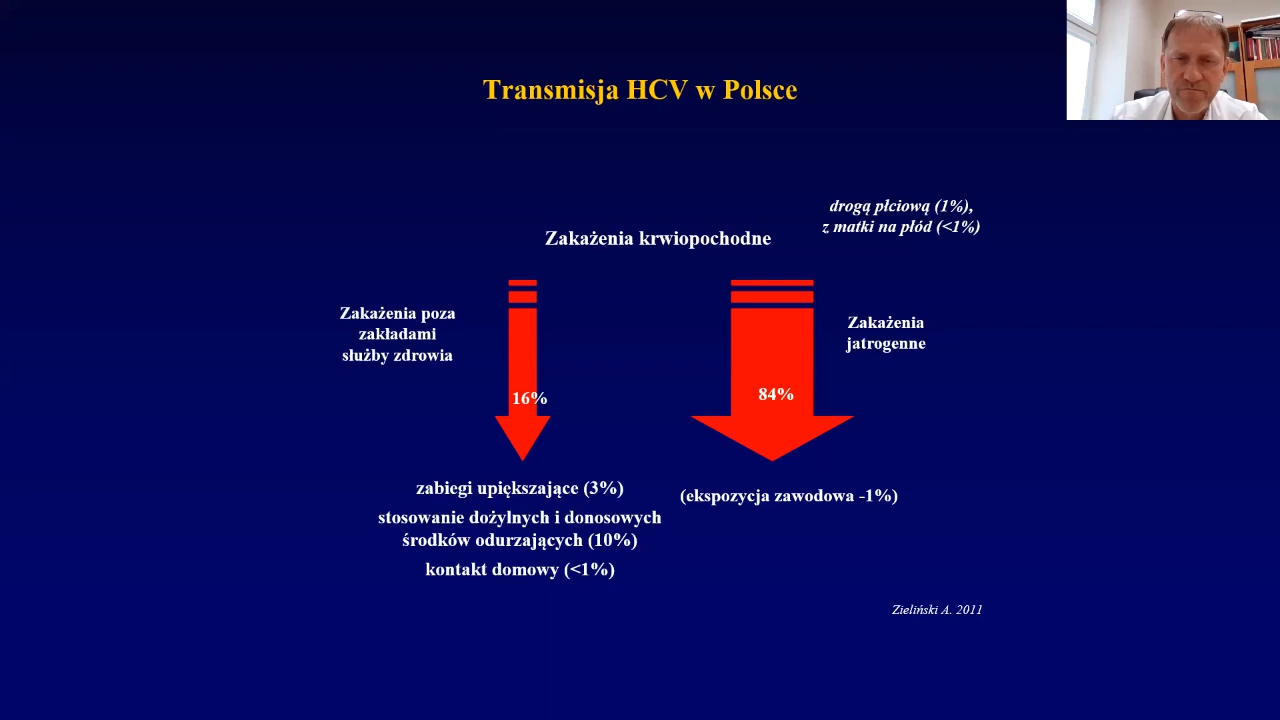 Transmisja HCV w Polsce
drogą płciową (1%),
z matki na płód (<1%)
Zakażenia krwiopochodne
Zakażenia poza
zakładami
służby zdrowia
Zakażenia
jatrogenne
16%
84%
zabiegi upiększające (3%)
stosowanie dożylnych i donosowych
środków odurzających (10%)
kontakt domowy (<1%)
(ekspozycja zawodowa -1%)
Zieliński A. 2011